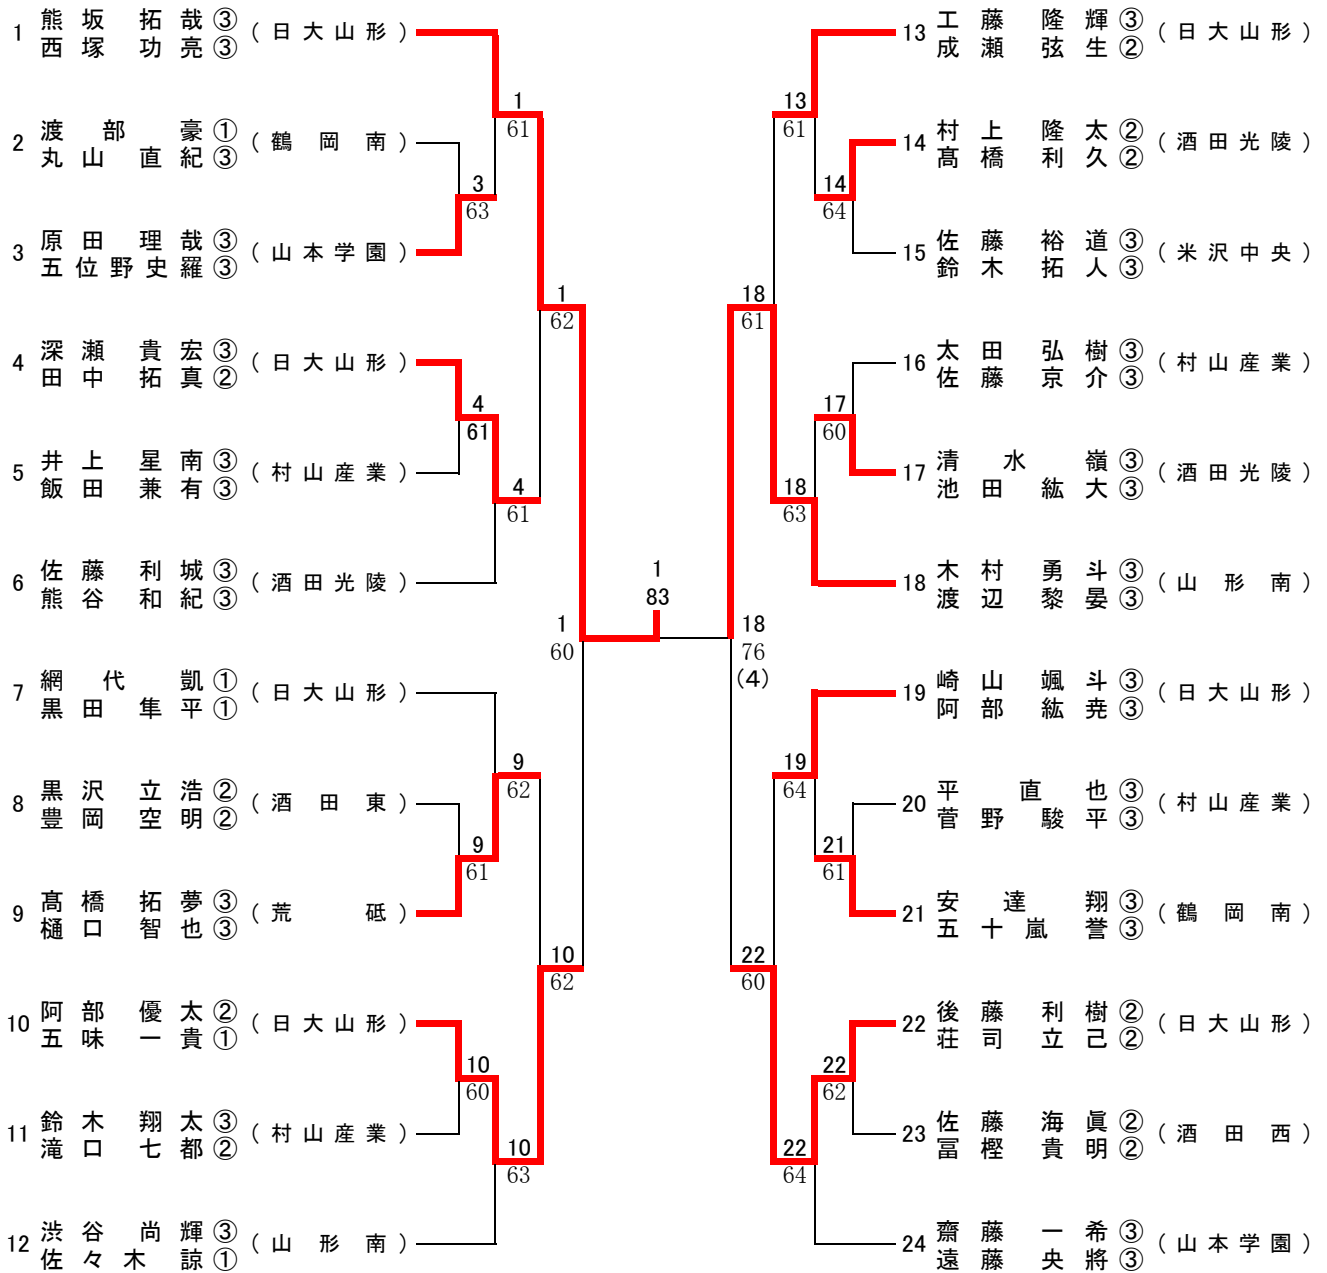 1 熊坂拓哉③ (日大山形)
西塚功亮③
2 渡部豪① (鶴岡南)
丸山直紀③
3 原田理哉③ (山本学園)
五位野史羅③
4 深瀬貴宏③ (日大山形)
田中拓真②
5 井上星南③ (村山産業)
飯田兼有③
6 佐藤利城③ (酒田光陵)
熊谷和紀③
7 網代凱① (日大山形)
黒田隼平①
8 黒沢立浩② (酒田東)
豊岡空明②
9 髙橋拓夢③ (荒砥)
樋口智也③
10 阿部優太② (日大山形)
五味一貴①
11 鈴木翔太③ (村山産業)
滝口七都②
12 渋谷尚輝③ (山形南)
佐々木諒①
1
61
3
63
1
62
4
61
4
61
1
60
9
62
9
61
10
62
10
60
10
63
1
83
13
61
14
64
18
61
17
60
18
63
18
76
(4)
19
64
21
61
22
60
22
62
22
64
13 工藤隆輝③ (日大山形)
成瀬弦生②
14 村上隆太② (酒田光陵)
髙橋利久②
15 佐藤裕道③ (米沢中央)
鈴木拓人③
16 太田弘樹③ (村山産業)
佐藤京介③
17 清水嶺③ (酒田光陵)
池田紘大③
18 木村勇斗③ (山形南)
渡辺黎晏③
19 崎山颯斗③ (日大山形)
阿部紘尭③
20 平直也③ (村山産業)
菅野駿平③
21 安達翔③ (鶴岡南)
五十嵐誉③
22 後藤利樹② (日大山形)
荘司立己②
23 佐藤海眞② (酒田西)
冨樫貴明②
24 齋藤一希③ (山本学園)
遠藤央將③